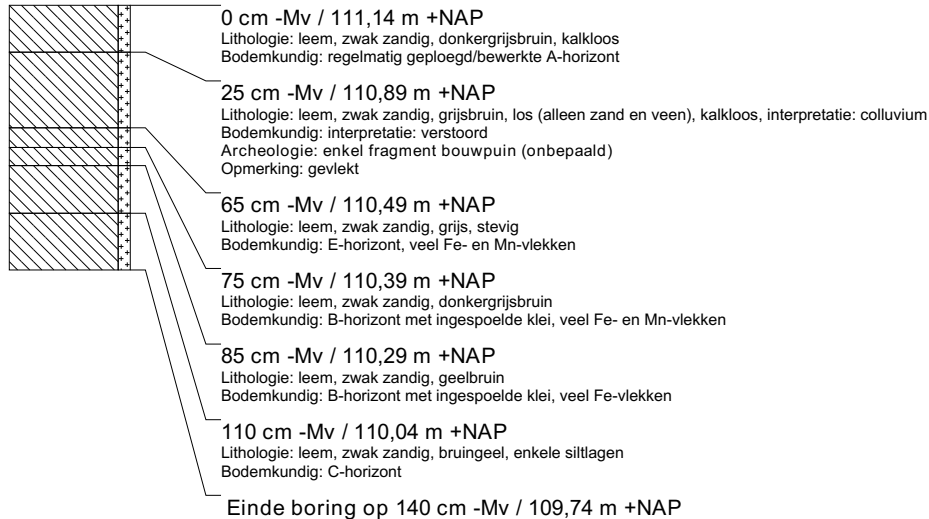 0 cm -Mv / 111,14 m +NAP
Lithologie: leem, zwak zandig, donkergrijsbruin, kalkloos
Bodemkundig: regelmatig geploegd/bewerkte A-horizont
25 cm -Mv / 110,89 m +NAP
Lithologie: leem, zwak zandig, grijsbruin, los (alleen zand en veen), kalkloos, interpretatie: colluvium
Bodemkundig: interpretatie: verstoord
Archeologie: enkel fragment bouwpuin (onbepaald)
Opmerking: gevlekt
65 cm -Mv / 110,49 m +NAP
Lithologie: leem, zwak zandig, grijs, stevig
Bodemkundig: E-horizont, veel Fe- en Mn-vlekken
75 cm -Mv / 110,39 m +NAP
Lithologie: leem, zwak zandig, donkergrijsbruin
Bodemkundig: B-horizont met ingespoelde klei, veel Fe- en Mn-vlekken
85 cm -Mv / 110,29 m +NAP
Lithologie: leem, zwak zandig, geelbruin
Bodemkundig: B-horizont met ingespoelde klei, veel Fe-vlekken
110 cm -Mv / 110,04 m +NAP
Lithologie: leem, zwak zandig, bruingeel, enkele siltlagen
Bodemkundig: C-horizont
Einde boring op 140 cm -Mv / 109,74 m +NAP